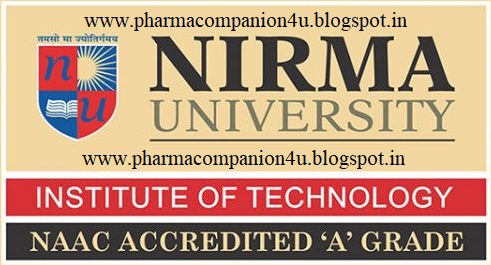 www.pharmacompanion4u.blogspot.in
तमसो मा ज्योतिर्गमय
n
u
NIRMA
UNIVERSITY
www.pharmacompanion4u.blogspot.in
INSTITUTE OF TECHNOLOGY
NAAC ACCREDITED ‘A’ GRADE